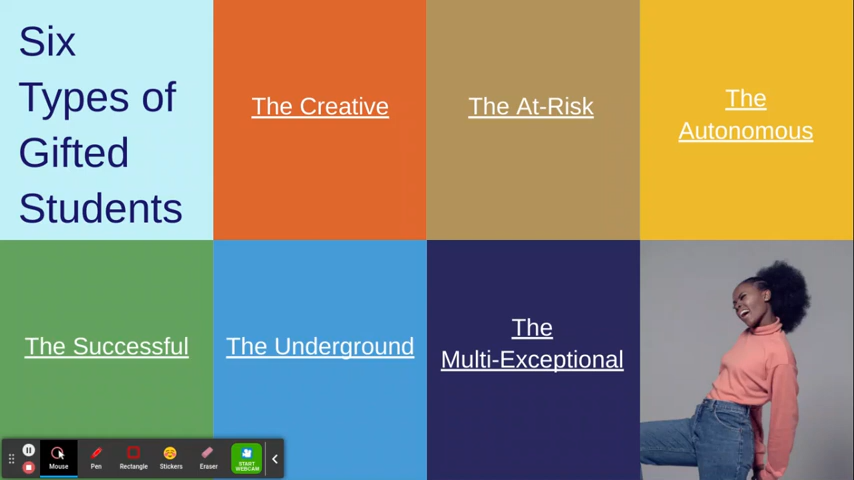 Six
Types of
Gifted
Students
The Creative
The At-Risk
The
Autonomous
The Successful
The Underground
The
Multi-Exceptional
Mouse
Pen
Rectangle
Stickers
Eraser
START
WEBCAM